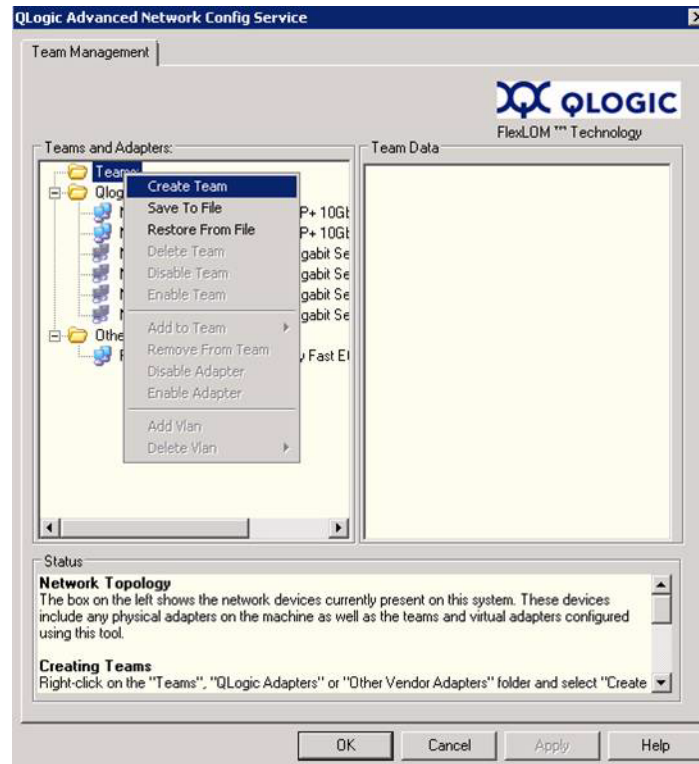 QLogic Advanced Network Config Service
Team Management
QLOGIC
FlexLOM ™ Technology
Teams and Adapters:
Teams
Qlog
P+ 10Gb
P+ 10Gb
gabit Se
gabit Se
gabit Se
gabit Se
Othe
y Fast Et
Create Team
Save To File
Restore From File
Delete Team
Disable Team
Enable Team
Add to Team
Remove From Team
Disable Adapter
Enable Adapter
Add Vlan
Delete Vlan
Team Data
Status
Network Topology
The box on the left shows the network devices currently present on this system. These devices
include any physical adapters on the machine as well as the teams and virtual adapters configured
using this tool.
Creating Teams
Right-click on the "Teams", "QLogic Adapters" or "Other Vendor Adapters" folder and select "Create
OK
Cancel
Apply
Help